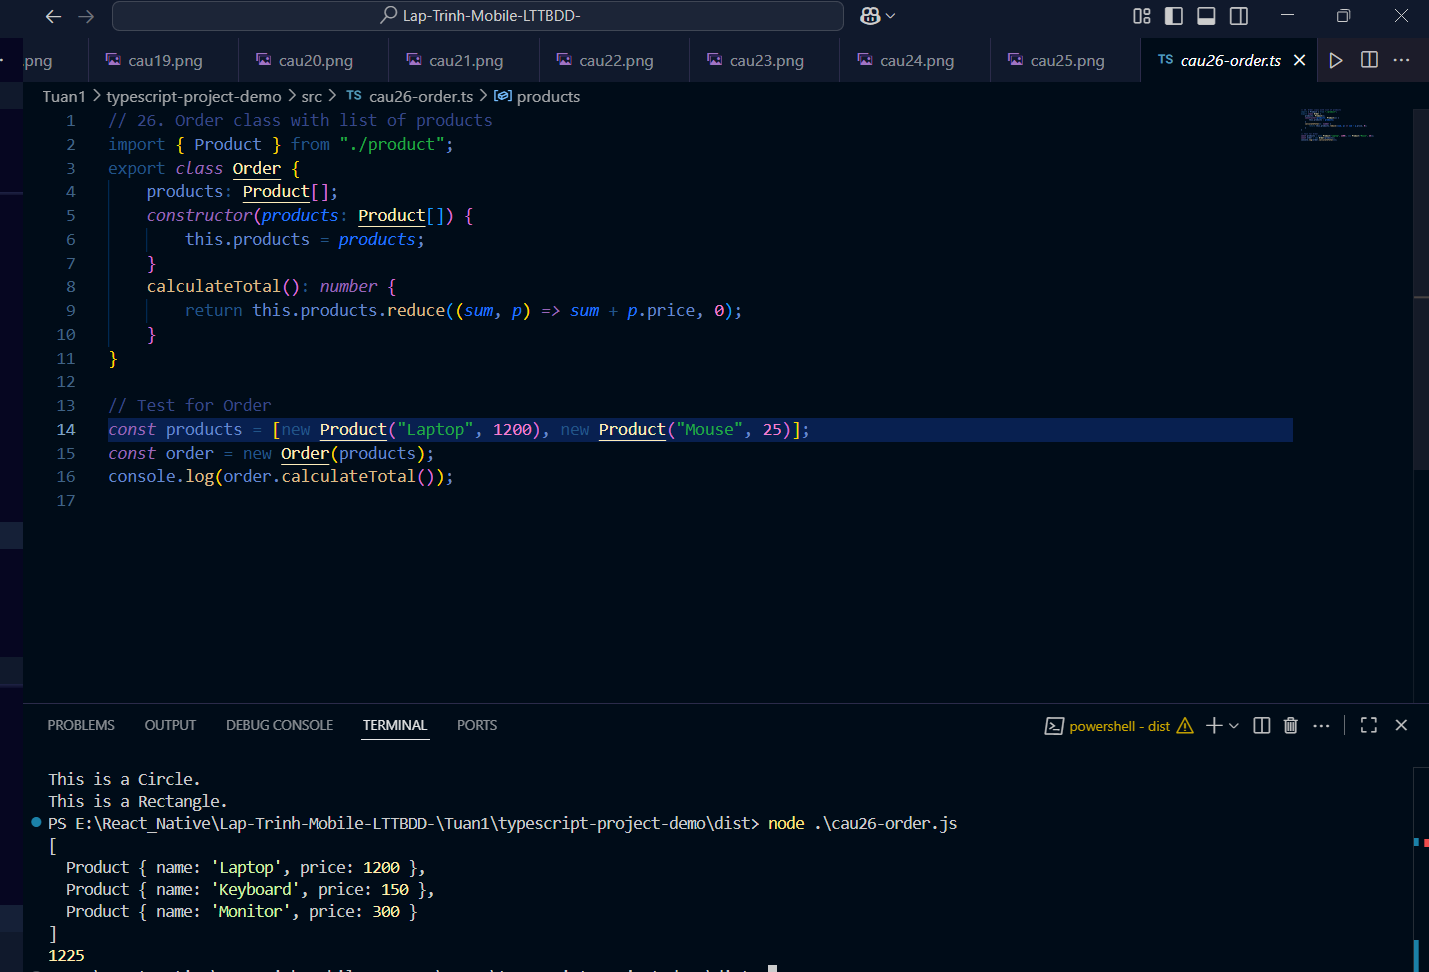 Lap-Trinh-Mobile-LTTBDD-
.png cau19.png cau20.png cau21.png cau22.png cau23.png cau24.png cau25.png TS cau26-order.ts
Tuan1 > typescript-project-demo > src > TS cau26-order.ts > products
1 // 26. Order class with list of products
2 import { Product } from "./product";
3 export class Order {
4 products: Product[];
5 constructor(products: Product[]) {
6 this.products = products;
7 }
8 calculateTotal(): number {
9 return this.products.reduce((sum, p) => sum + p.price, 0);
10 }
11 }
12
13 // Test for Order
14 const products = [new Product("Laptop", 1200), new Product("Mouse", 25)];
15 const order = new Order(products);
16 console.log(order.calculateTotal());
17
PROBLEMS OUTPUT DEBUG CONSOLE TERMINAL PORTS powershell - dist
This is a Circle.
This is a Rectangle.
PS E:\React_Native\Lap-Trinh-Mobile-LTTBDD-\Tuan1\typescript-project-demo\dist> node .\cau26-order.js
[
Product { name: 'Laptop', price: 1200 },
Product { name: 'Keyboard', price: 150 },
Product { name: 'Monitor', price: 300 }
]
1225